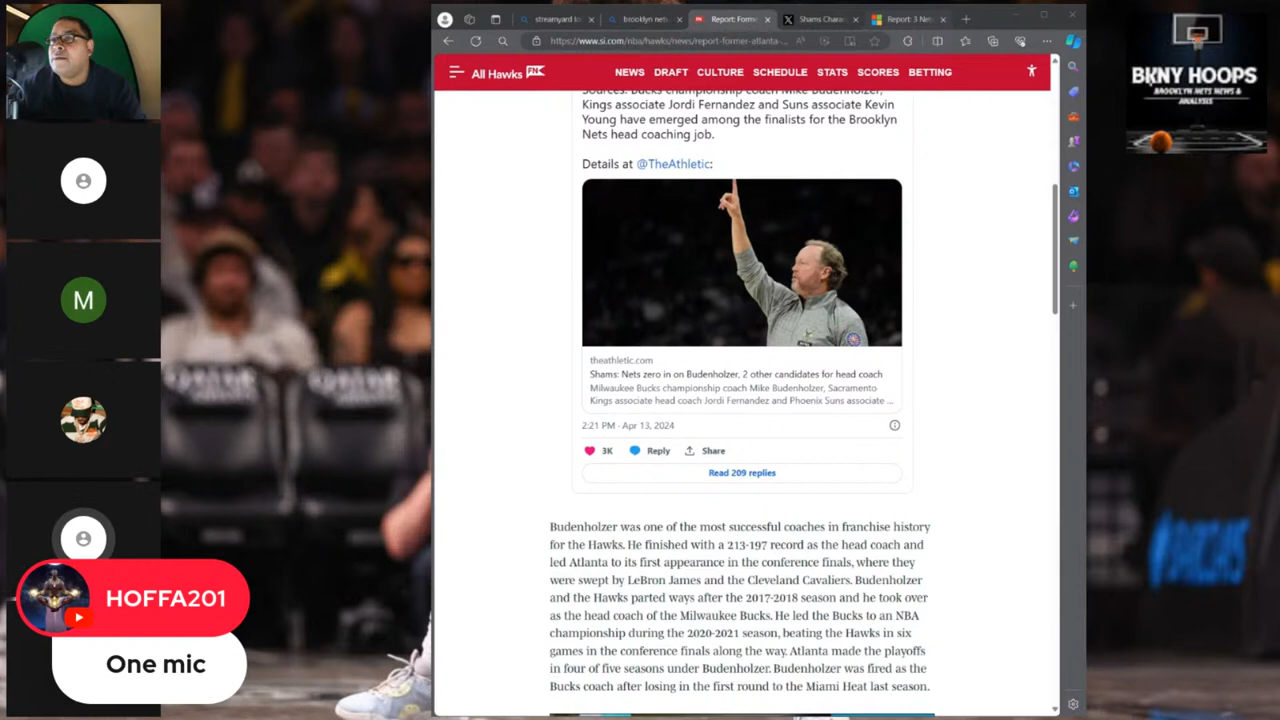 streamyard lo
brooklyn nets
Report: Forme
Shams Charan
Report: 3 Net
https://www.si.com/nba/hawks/news/report-former-atlanta-...
All Hawks FN
NEWS DRAFT CULTURE SCHEDULE STATS SCORES BETTING
BKNY HOOPS
BROOKLYN NETS NEWS &
ANALYSIS
Sources: Bucks championship coach Mike Budenholzer,
Kings associate Jordi Fernandez and Suns associate Kevin
Young have emerged among the finalists for the Brooklyn
Nets head coaching job.
Details at @TheAthletic:
theathletic.com
Shams: Nets zero in on Budenholzer, 2 other candidates for head coach
Milwaukee Bucks championship coach Mike Budenholzer, Sacramento
Kings associate head coach Jordi Fernandez and Phoenix Suns associate ...
2:21 PM · Apr 13, 2024
3K Reply Share
Read 209 replies
Budenholzer was one of the most successful coaches in franchise history
for the Hawks. He finished with a 213-197 record as the head coach and
led Atlanta to its first appearance in the conference finals, where they
were swept by LeBron James and the Cleveland Cavaliers. Budenholzer
and the Hawks parted ways after the 2017-2018 season and he took over
as the head coach of the Milwaukee Bucks. He led the Bucks to an NBA
championship during the 2020-2021 season, beating the Hawks in six
games in the conference finals along the way. Atlanta made the playoffs
in four of five seasons under Budenholzer. Budenholzer was fired as the
Bucks coach after losing in the first round to the Miami Heat last season.
M
HOFFA201
One mic